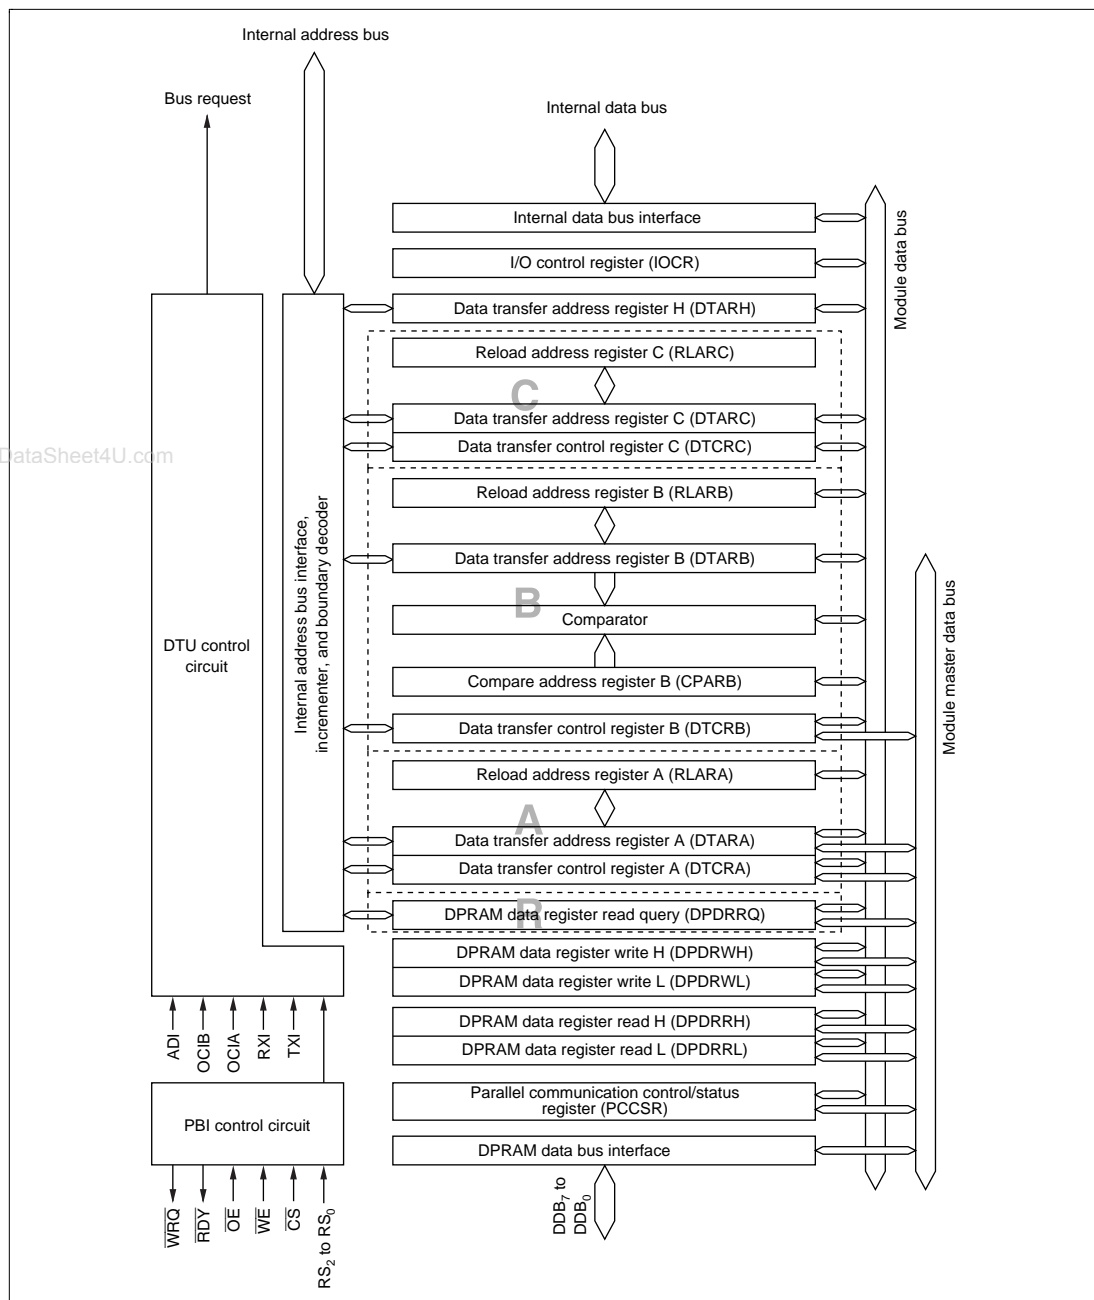 Internal address bus
Bus request
Internal data bus
Internal data bus interface
I/O control register (IOCR)
Data transfer address register H (DTARH)
Reload address register C (RLARC)
C
Data transfer address register C (DTARC)
Data transfer control register C (DTCRC)
DataSheet4U.com
Reload address register B (RLARB)
Data transfer address register B (DTARB)
B
Comparator
Compare address register B (CPARB)
Data transfer control register B (DTCRB)
Reload address register A (RLARA)
A
Data transfer address register A (DTARA)
Data transfer control register A (DTCRA)
R
DPRAM data register read query (DPDRRQ)
DPRAM data register write H (DPDRWH)
DPRAM data register write L (DPDRWL)
DPRAM data register read H (DPDRRH)
DPRAM data register read L (DPDRRL)
Parallel communication control/status
register (PCCSR)
DPRAM data bus interface
DDB7 to
DDB0
Module data bus
Module master data bus
Internal address bus interface,
incrementer, and boundary decoder
DTU control
circuit
ADI
OCIB
OCIA
RXI
TXI
PBI control circuit
WRQ
RDY
OE
WE
CS
RS2 to RS0